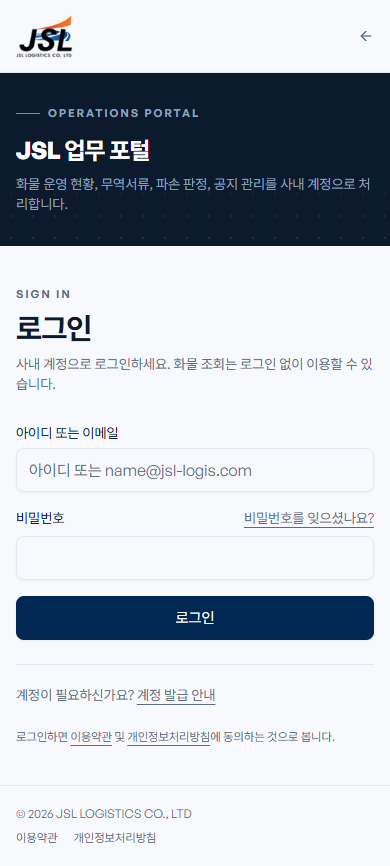 JSL
JSL LOGISTICS CO., LTD
OPERATIONS PORTAL
JSL 업무 포털
화물 운영 현황, 무역서류, 파손 판정, 공지 관리를 사내 계정으로 처
리합니다.
SIGN IN
로그인
사내 계정으로 로그인하세요. 화물 조회는 로그인 없이 이용할 수 있
습니다.
아이디 또는 이메일
아이디 또는 name@jsl-logis.com
비밀번호 비밀번호를 잊으셨나요?
로그인
계정이 필요하신가요? 계정 발급 안내
로그인하면 이용약관 및 개인정보처리방침에 동의하는 것으로 봅니다.
© 2026 JSL LOGISTICS CO., LTD
이용약관 개인정보처리방침